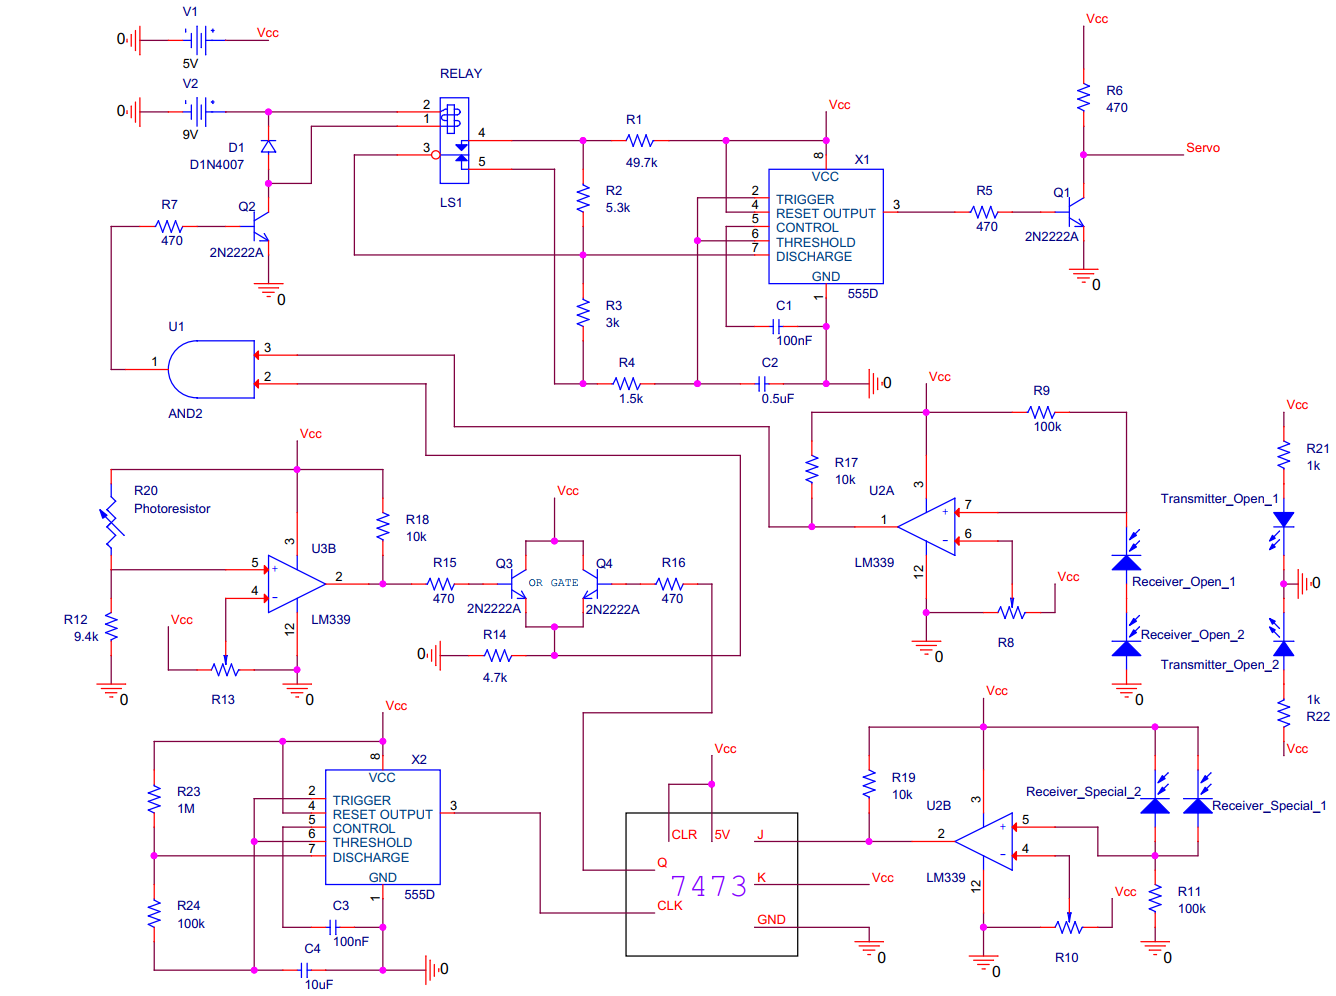 V1
0
Vcc
5V
V2
0
9V
D1
D1N4007
RELAY
2
1
3
4
5
LS1
R7
470
Q2
2N2222A
0
R1
49.7k
R2
5.3k
R3
3k
R4
1.5k
Vcc
8
X1
VCC
2 TRIGGER
4 RESET OUTPUT 3
5 CONTROL
6 THRESHOLD
7 DISCHARGE
GND
1
555D
C1
100nF
C2
0.5uF
0
R5
470
Vcc
R6
470
Servo
Q1
2N2222A
0
U1
1
3
2
AND2
Vcc
R20
Photoresistor
R18
10k
3
U3B
5
+
4
-
2
12
LM339
R12
9.4k
Vcc
R13
0
0
R15
470
Vcc
Q3
OR GATE
Q4
2N2222A
2N2222A
R16
470
0
R14
4.7k
Vcc
R9
100k
R17
10k
U2A
3
1
+
7
-
6
12
LM339
Vcc
R8
0
Receiver_Open_1
Receiver_Open_2
0
Vcc
R21
1k
Transmitter_Open_1
0
Transmitter_Open_2
1k
R22
Vcc
Vcc
8
X2
VCC
R23
1M
2 TRIGGER
4 RESET OUTPUT 3
5 CONTROL
6 THRESHOLD
7 DISCHARGE
GND
1
555D
R24
100k
C3
100nF
C4
10uF
0
Vcc
CLR
5V
J
Q
7473
K
Vcc
CLK
GND
0
Vcc
R19
10k
U2B
3
2
+
5
-
4
12
LM339
Vcc
R10
0
Receiver_Special_2
Receiver_Special_1
R11
100k
0